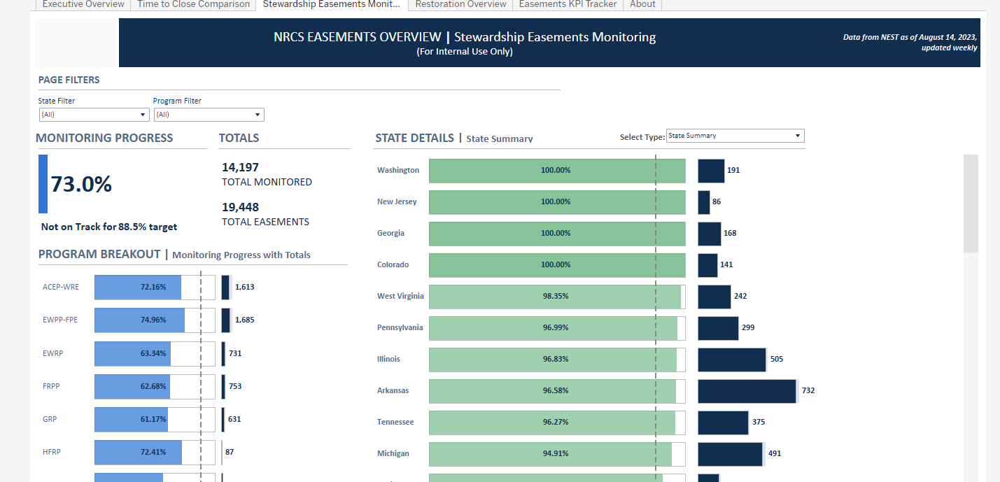 Executive Overview
Time to Close Comparison
Stewardship Easements Monit...
Restoration Overview
Easements KPI Tracker
About
NRCS EASEMENTS OVERVIEW | Stewardship Easements Monitoring
(For Internal Use Only)
Data from NEST as of August 14, 2023,
updated weekly
PAGE FILTERS
State Filter
(All)
Program Filter
(All)
MONITORING PROGRESS
73.0%
Not on Track for 88.5% target
TOTALS
14,197
TOTAL MONITORED
19,448
TOTAL EASEMENTS
PROGRAM BREAKOUT | Monitoring Progress with Totals
ACEP-WRE 72.16% 1,613
EWPP-FPE 74.96% 1,685
EWRP 63.34% 731
FRPP 62.68% 753
GRP 61.17% 631
HFRP 72.41% 87
STATE DETAILS | State Summary
Select Type: State Summary
Washington 100.00% 191
New Jersey 100.00% 86
Georgia 100.00% 168
Colorado 100.00% 141
West Virginia 98.35% 242
Pennsylvania 96.99% 299
Illinois 96.83% 505
Arkansas 96.58% 732
Tennessee 96.27% 375
Michigan 94.91% 491